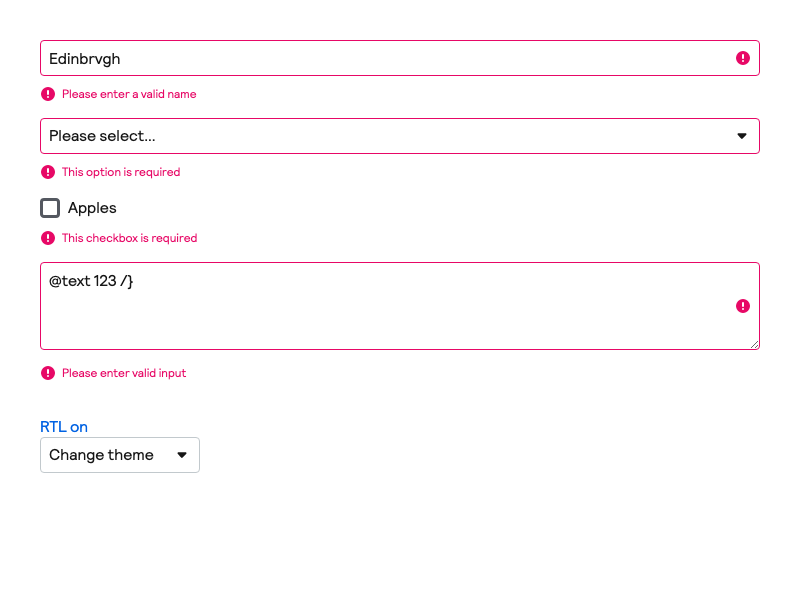 Edinbrvgh
Please enter a valid name
Please select...
This option is required
Apples
This checkbox is required
@text 123 /}
Please enter valid input
RTL on
Change theme